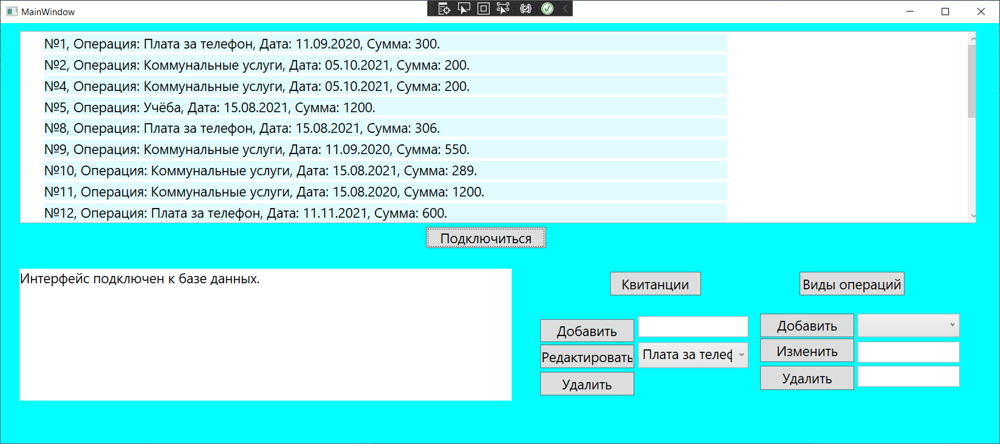 MainWindow
№1, Операция: Плата за телефон, Дата: 11.09.2020, Сумма: 300.
№2, Операция: Коммунальные услуги, Дата: 05.10.2021, Сумма: 200.
№4, Операция: Коммунальные услуги, Дата: 05.10.2021, Сумма: 200.
№5, Операция: Учёба, Дата: 15.08.2021, Сумма: 1200.
№8, Операция: Плата за телефон, Дата: 15.08.2021, Сумма: 306.
№9, Операция: Коммунальные услуги, Дата: 11.09.2020, Сумма: 550.
№10, Операция: Коммунальные услуги, Дата: 15.08.2021, Сумма: 289.
№11, Операция: Коммунальные услуги, Дата: 15.08.2020, Сумма: 1200.
№12, Операция: Плата за телефон, Дата: 11.11.2021, Сумма: 600.
Подключиться
Интерфейс подключен к базе данных.
Квитанции
Виды операций
Добавить
Редактировать
Плата за телеф
Удалить
Добавить
Изменить
Удалить